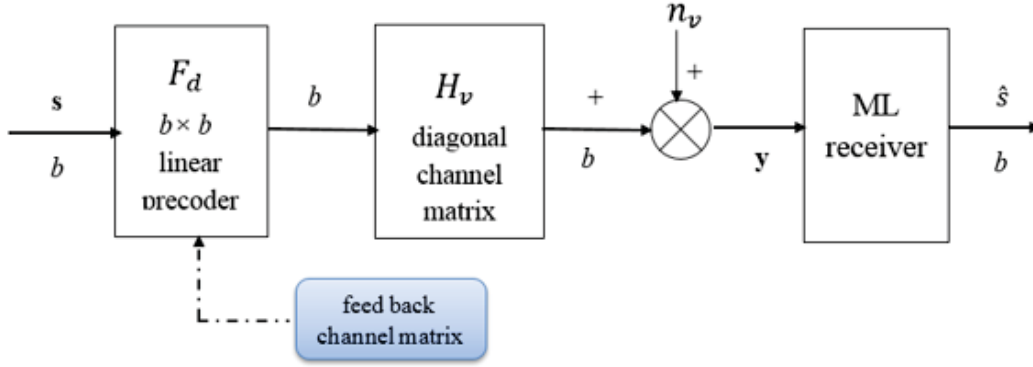 n_v
F_d
b × b
linear
precoder
H_v
diagonal
channel
matrix
ML
receiver
s
b
b
+
b
+
y
ŝ
b
feed back
channel matrix